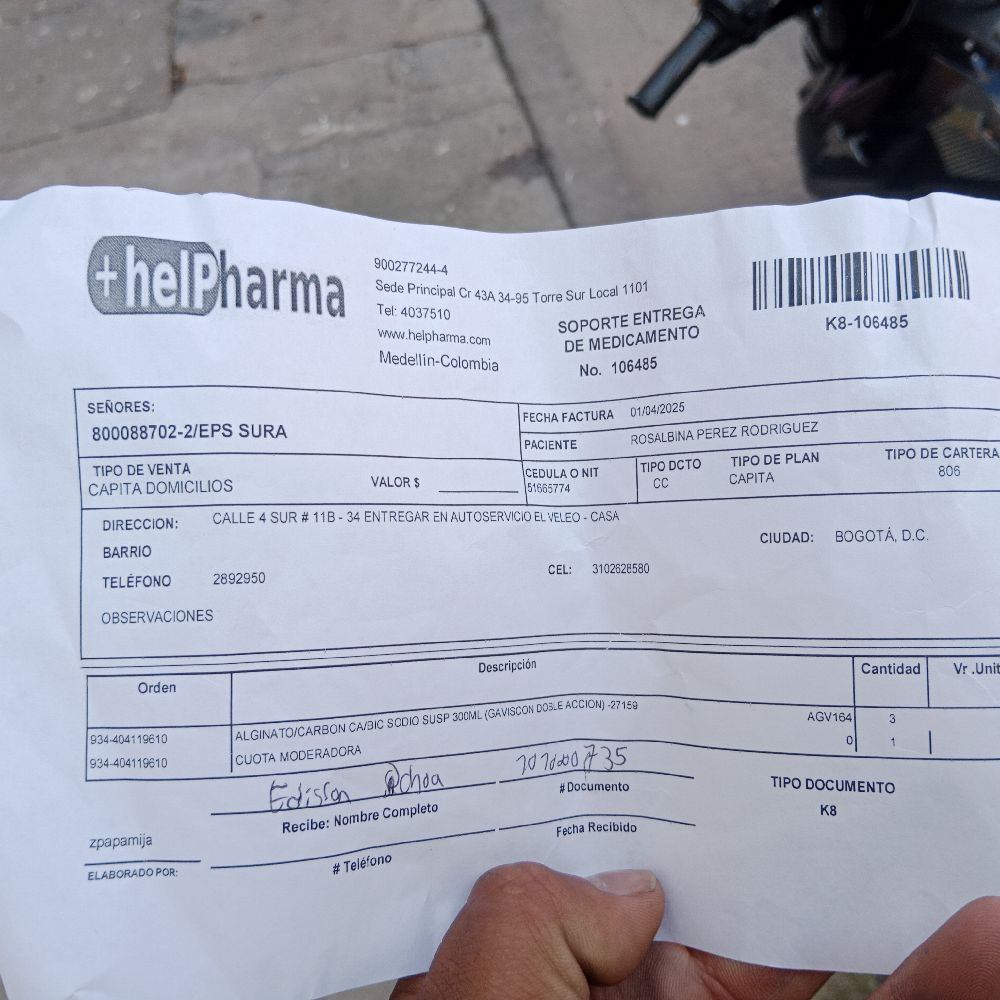 +helPharma
900277244-4
Sede Principal Cr 43A 34-95 Torre Sur Local 1101
Tel: 4037510
www.helpharma.com
Medellín-Colombia
SOPORTE ENTREGA
DE MEDICAMENTO
No. 106485
K8-106485
SEÑORES:
800088702-2/EPS SURA
FECHA FACTURA 01/04/2025
PACIENTE ROSALBINA PEREZ RODRIGUEZ
TIPO DE VENTA
CAPITA DOMICILIOS
VALOR $
CEDULA O NIT
51665774
TIPO DCTO
CC
TIPO DE PLAN
CAPITA
TIPO DE CARTERA
806
DIRECCION: CALLE 4 SUR # 11B - 34 ENTREGAR EN AUTOSERVICIO EL VELEO - CASA
BARRIO
CIUDAD: BOGOTÁ, D.C.
TELÉFONO 2892950
CEL: 3102628580
OBSERVACIONES
Orden Descripción Cantidad Vr .Unit
934-404119610 ALGINATO/CARBON CA/BIC SODIO SUSP 300ML (GAVISCON DOBLE ACCION) -27159 AGV164 3
934-404119610 CUOTA MODERADORA 0 1
Edisson Ochoa
Recibe: Nombre Completo
#Documento
TIPO DOCUMENTO
K8
zpapamija
ELABORADO POR:
# Teléfono
Fecha Recibido